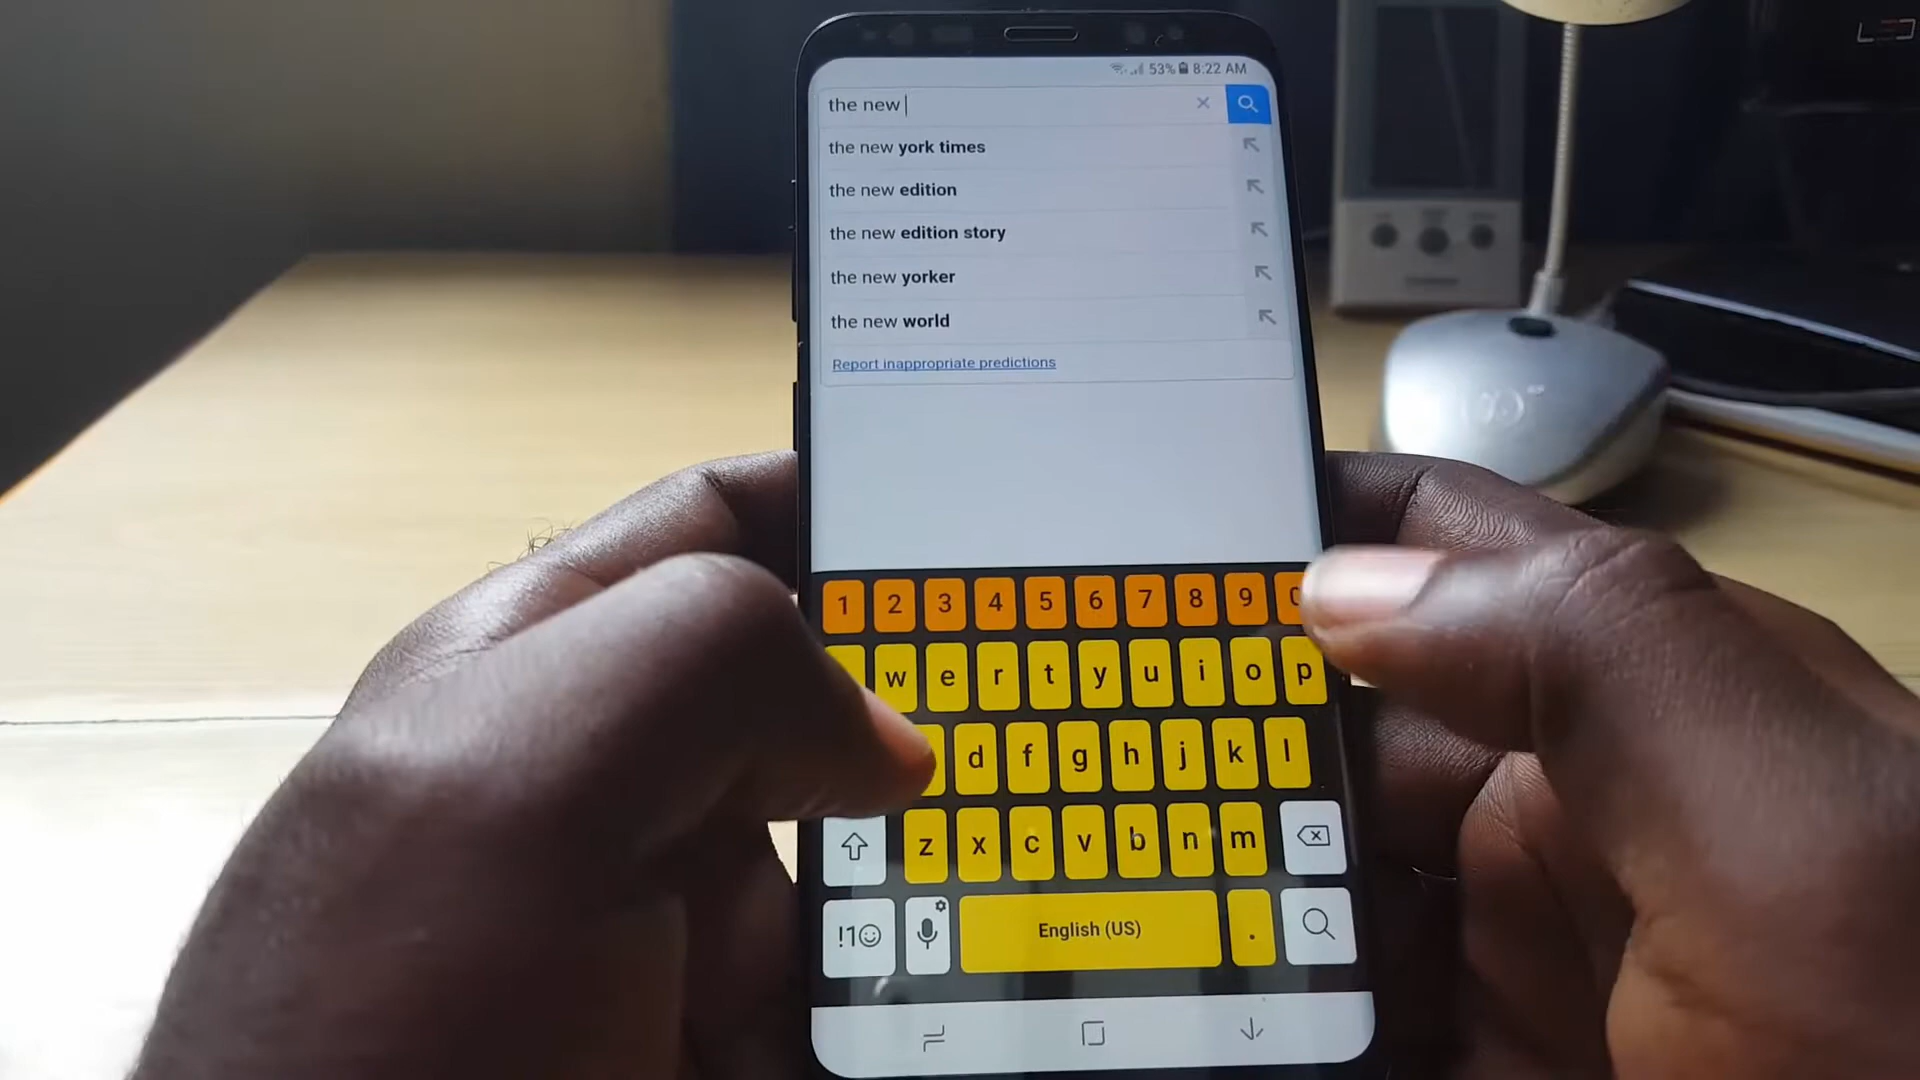 53% 8:22 AM
the new
the new york times
the new edition
the new edition story
the new yorker
the new world
Report inappropriate predictions
1 2 3 4 5 6 7 8 9
w e r t y u i o p
d f g h j k l
z x c v b n m
!1☺ English (US) .